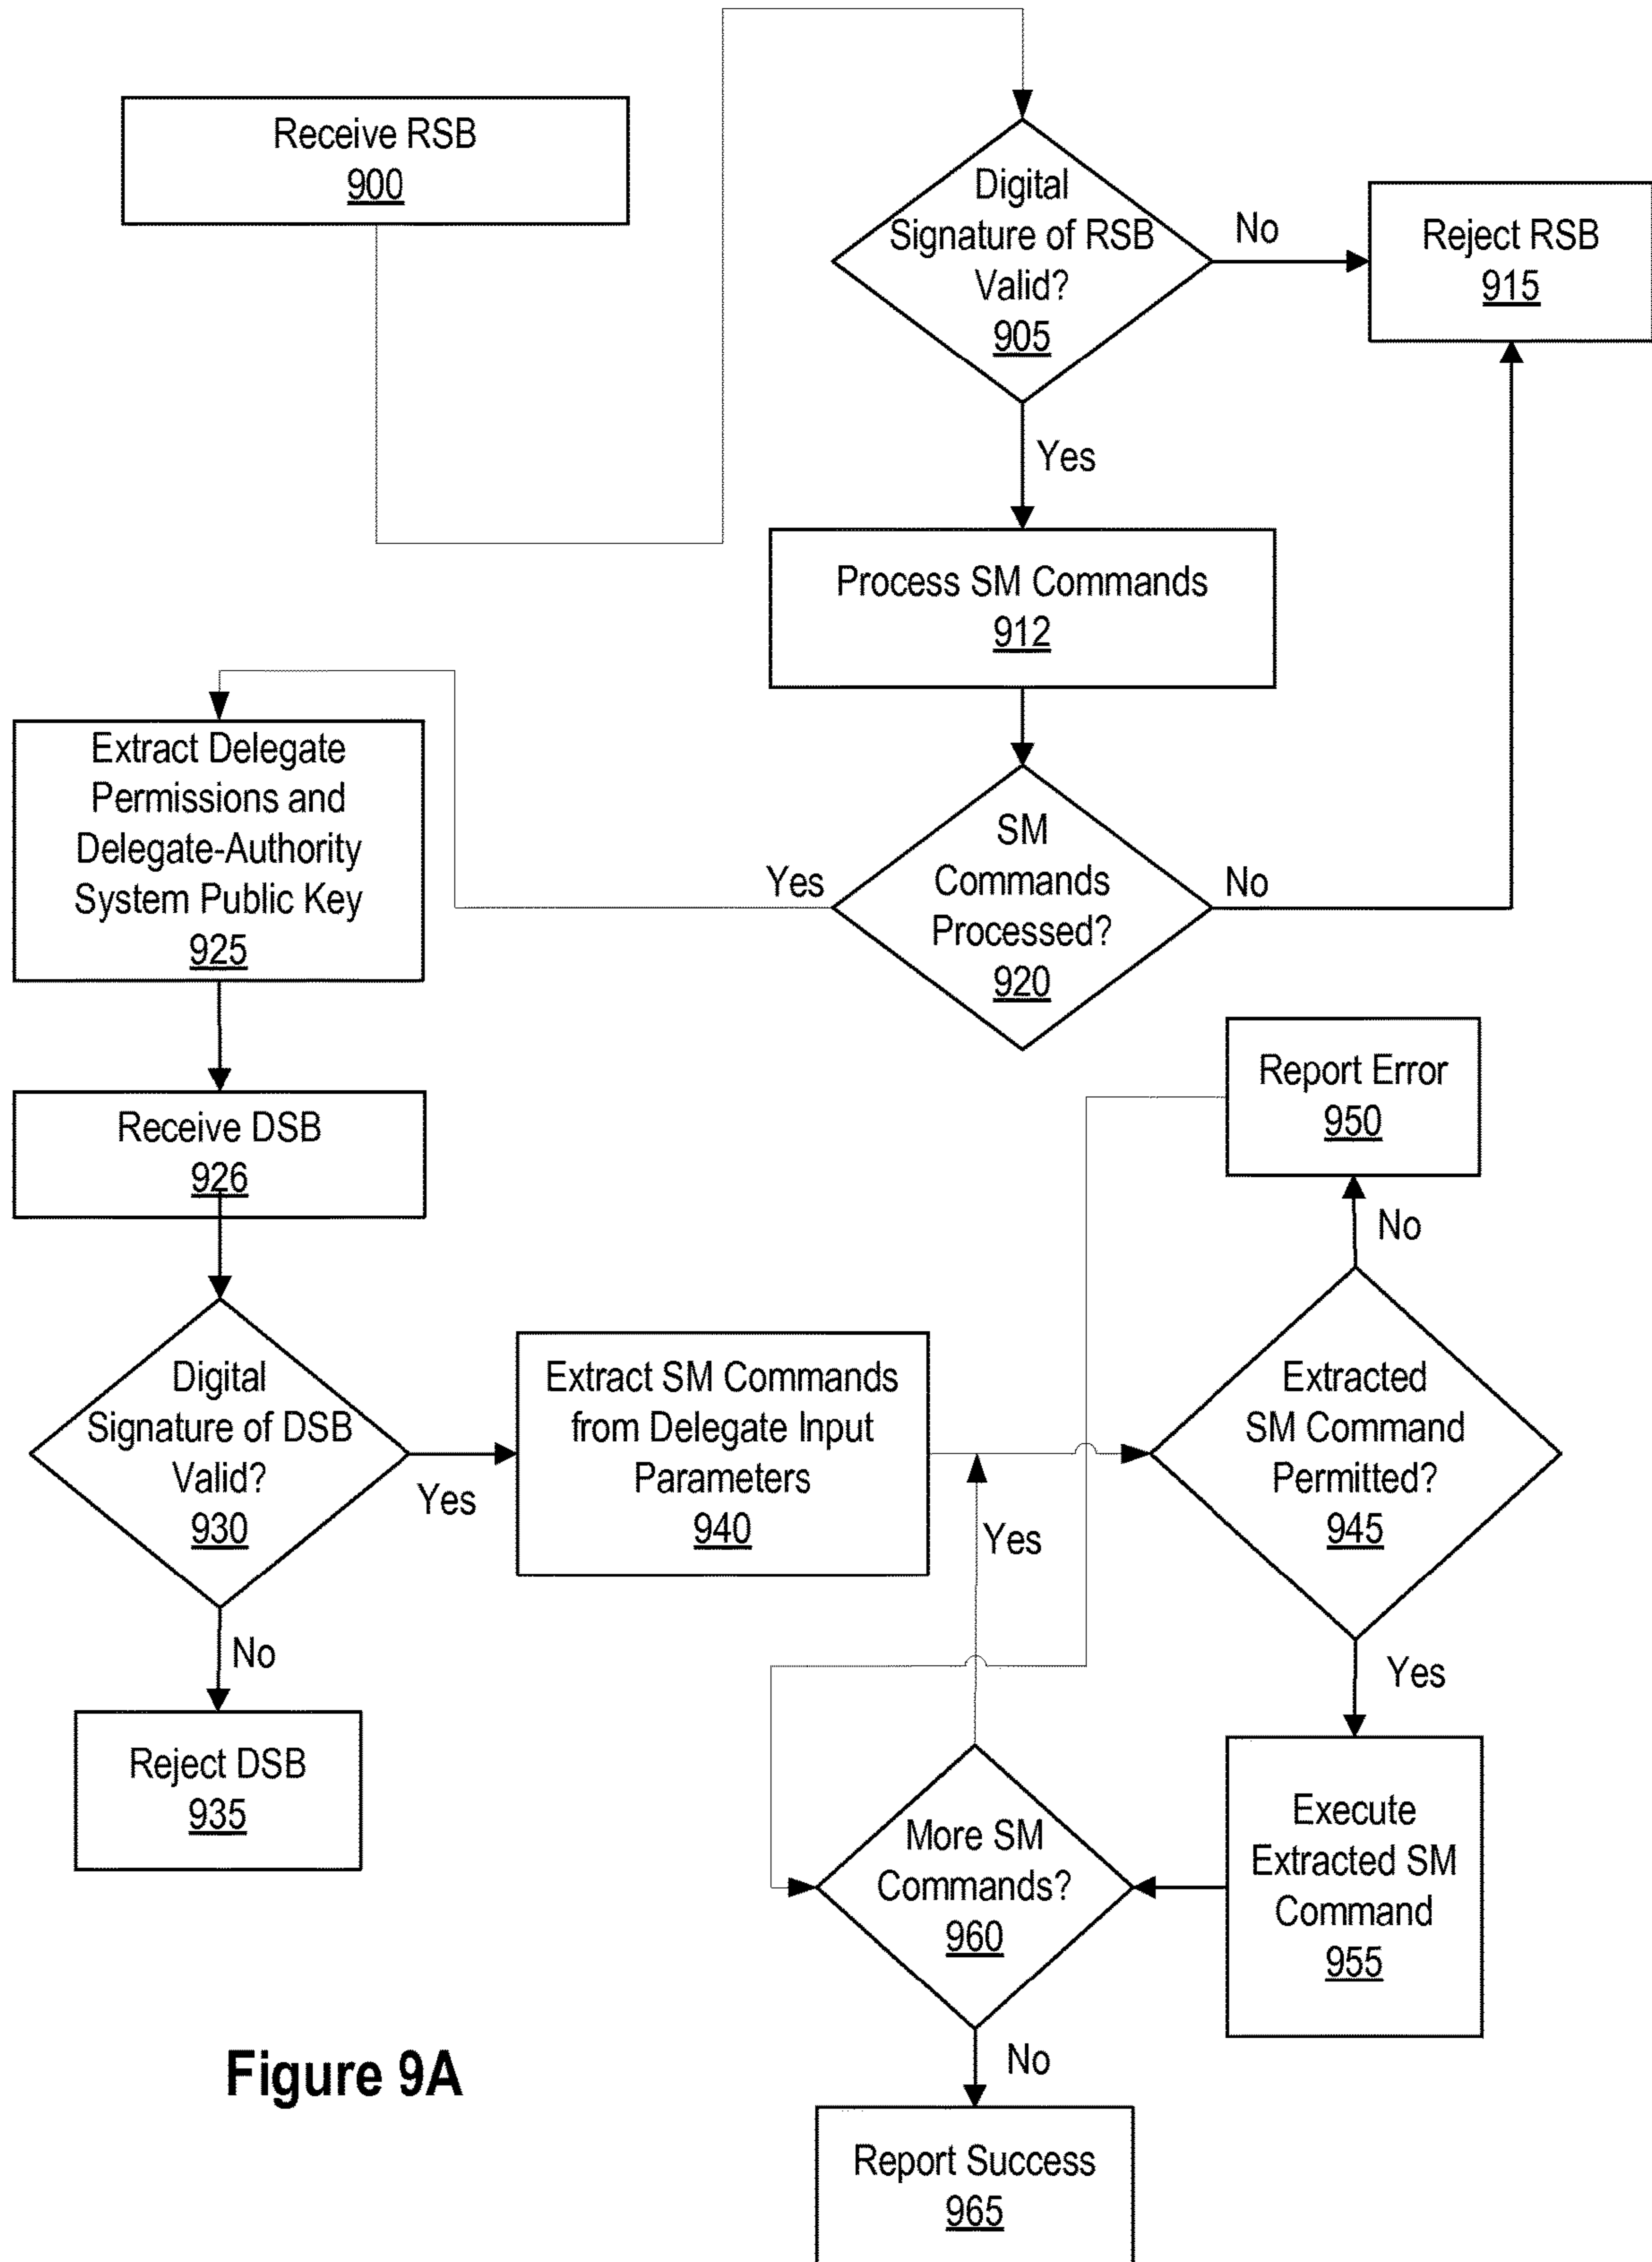 Receive RSB
900
Digital
Signature of RSB
Valid?
905
No
Reject RSB
915
Yes
Process SM Commands
912
SM
Commands
Processed?
920
Yes
No
Extract Delegate
Permissions and
Delegate-Authority
System Public Key
925
Receive DSB
926
Report Error
950
No
Digital
Signature of DSB
Valid?
930
Yes
Extract SM Commands
from Delegate Input
Parameters
940
Yes
Extracted
SM Command
Permitted?
945
No
Reject DSB
935
Yes
More SM
Commands?
960
Execute
Extracted SM
Command
955
No
Report Success
965
Figure 9A